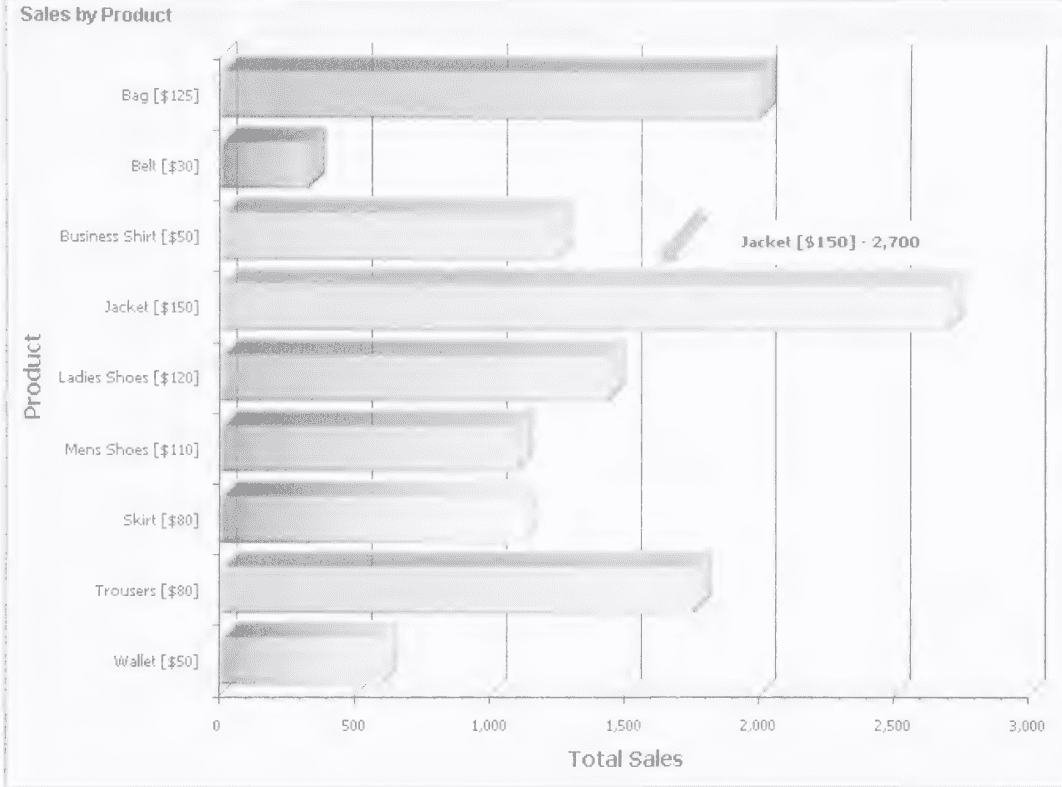 Sales by Product
Bag [$125]
Belt [$30]
Business Shirt [$50]
Jacket [$150] - 2,700
Jacket [$150]
Product
Ladies Shoes [$120]
Mens Shoes [$110]
Skirt [$80]
Trousers [$80]
Wallet [$50]
0 500 1,000 1,500 2,000 2,500 3,000
Total Sales